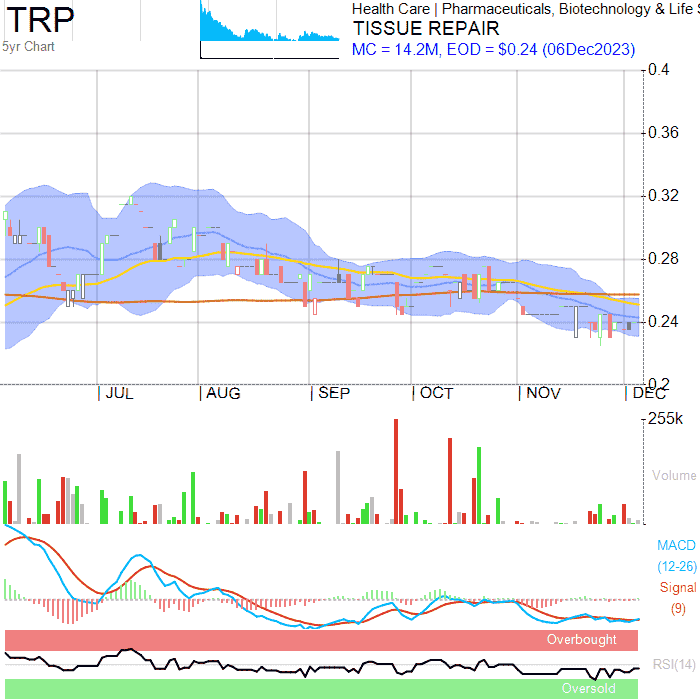 TRP
5yr Chart
Health Care | Pharmaceuticals, Biotechnology & Life S
TISSUE REPAIR
MC = 14.2M, EOD = $0.24 (06Dec2023)
0.4
0.36
0.32
0.28
0.24
0.2
JUL
AUG
SEP
OCT
NOV
DEC
255k
Volume
MACD
(12-26)
Signal
(9)
Overbought
RSI(14)
Oversold